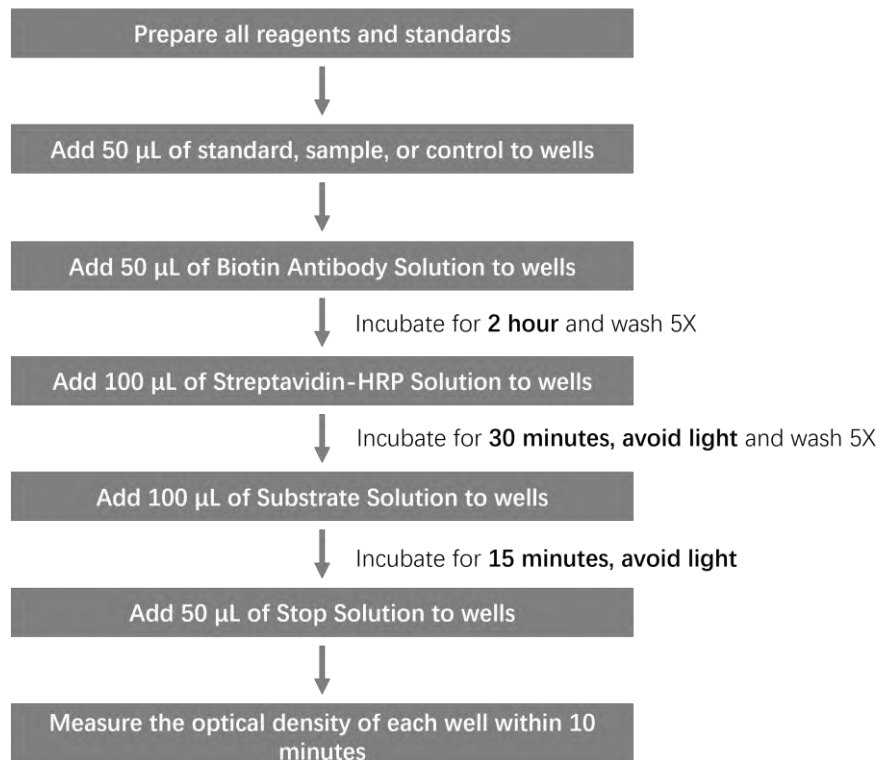 Prepare all reagents and standards
Add 50 μL of standard, sample, or control to wells
Add 50 μL of Biotin Antibody Solution to wells
Incubate for 2 hour and wash 5X
Add 100 μL of Streptavidin-HRP Solution to wells
Incubate for 30 minutes, avoid light and wash 5X
Add 100 μL of Substrate Solution to wells
Incubate for 15 minutes, avoid light
Add 50 μL of Stop Solution to wells
Measure the optical density of each well within 10
minutes